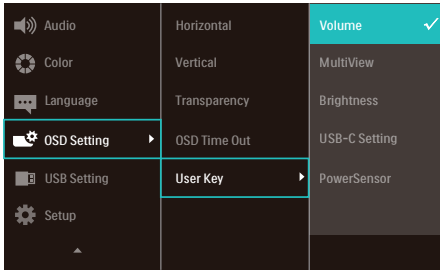 Audio
Color
Language
OSD Setting
USB Setting
Setup
Horizontal
Vertical
Transparency
OSD Time Out
User Key
Volume
MultiView
Brightness
USB-C Setting
PowerSensor